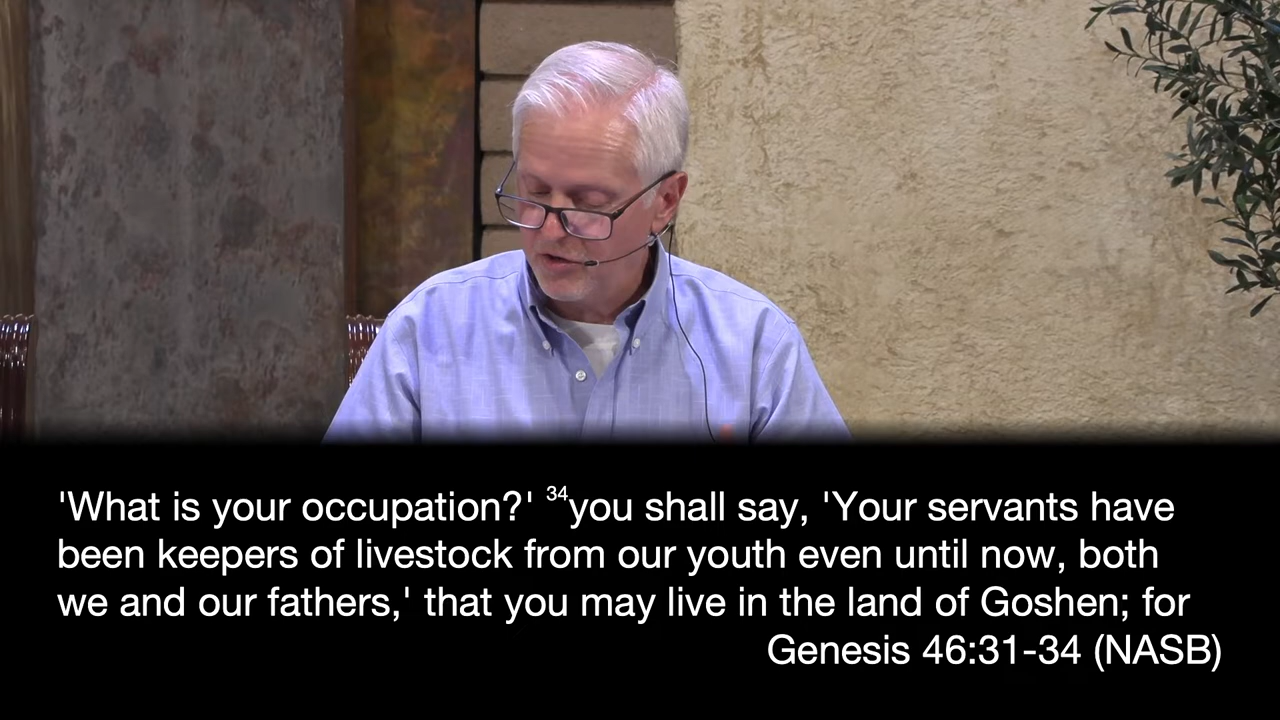 'What is your occupation?' ³⁴you shall say, 'Your servants have
been keepers of livestock from our youth even until now, both
we and our fathers,' that you may live in the land of Goshen; for
Genesis 46:31-34 (NASB)